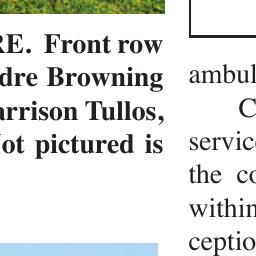 RE. Front row
dre Browning
arrison Tullos,
ot pictured is
ambul
C
servic
the co
within
ceptio